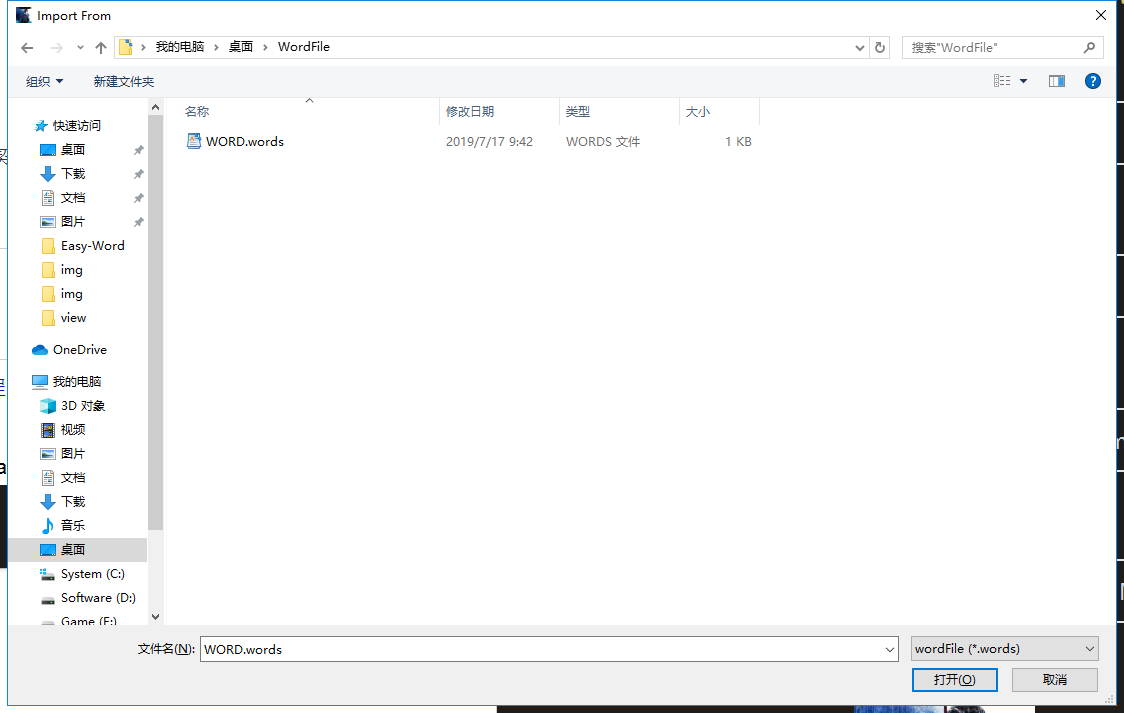 Import From
我的电脑 › 桌面 › WordFile
搜索"WordFile"
组织 新建文件夹
名称 修改日期 类型 大小
WORD.words 2019/7/17 9:42 WORDS 文件 1 KB
快速访问
桌面
下载
文档
图片
Easy-Word
img
img
view
OneDrive
我的电脑
3D 对象
视频
图片
文档
下载
音乐
桌面
System (C:)
Software (D:)
Game (E:)
文件名(N): WORD.words wordFile (*.words)
打开(O) 取消